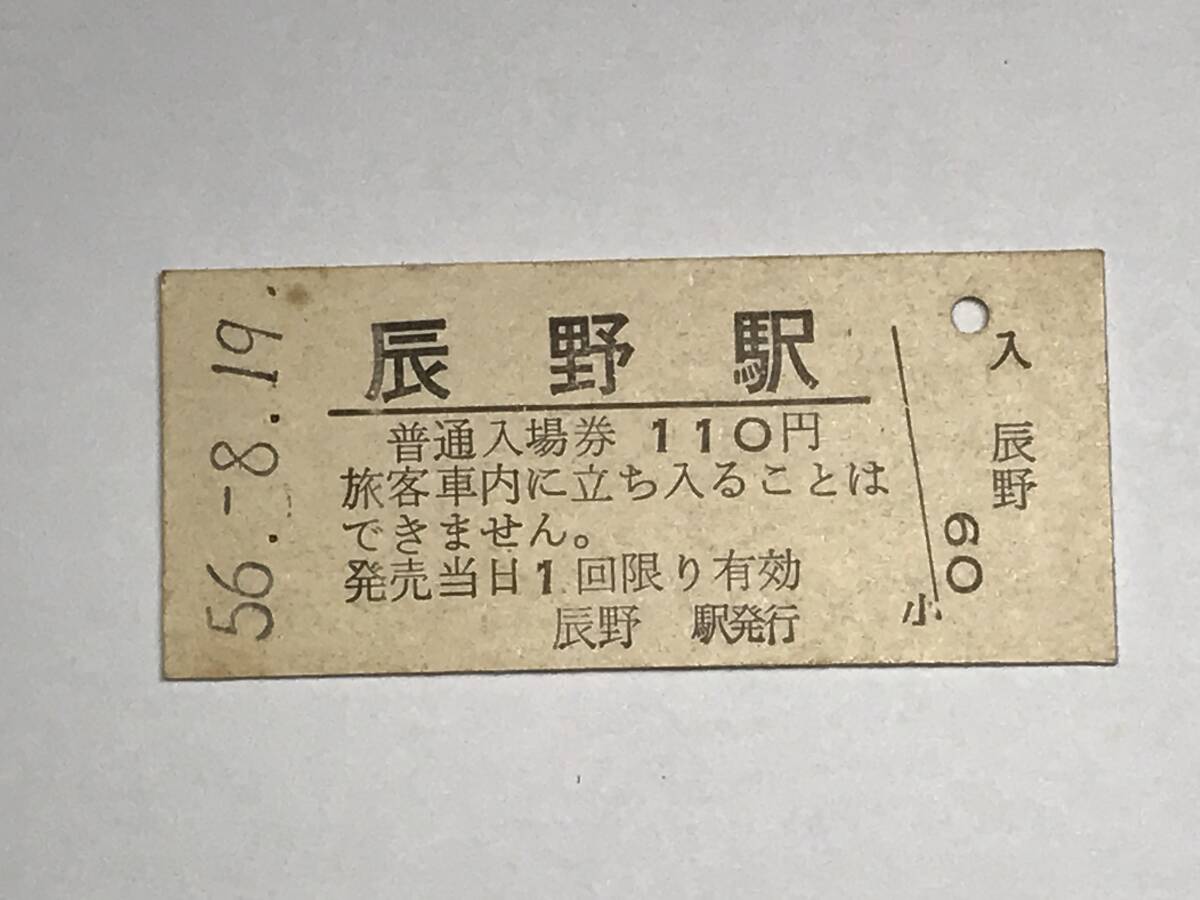 56.-8.19.
辰野駅
普通入場券 110円
旅客車内に立ち入ることは
できません。
発売当日1回限り有効
辰野 駅発行
小
入
辰野
60